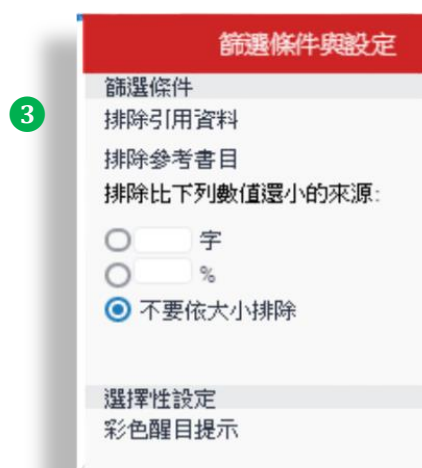 篩選條件與設定
篩選條件
3
排除引用資料
排除參考書目
排除比下列數值還小的來源:
字
%
不要依大小排除
選擇性設定
彩色醒目提示